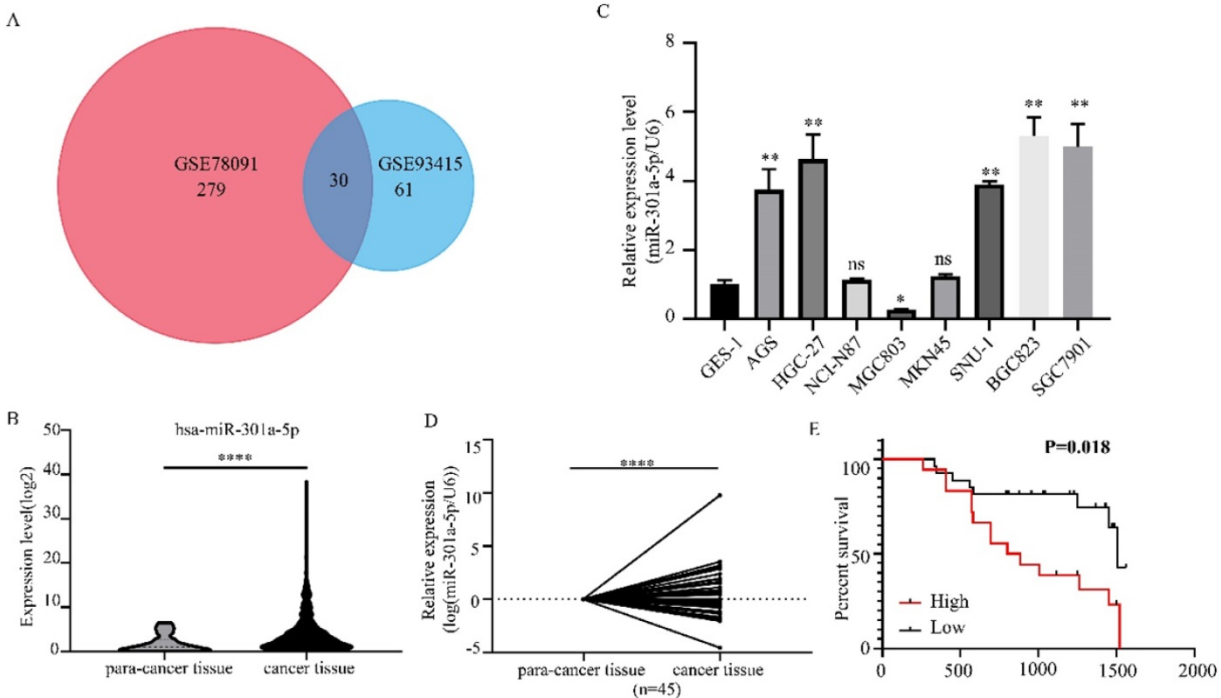 A
GSE78091
279
30
GSE93415
61
C
Relative expression level
(miR-301a-5p/U6)
8
6
4
2
0
**
**
ns
*
ns
**
**
**
GES-1
AGS
HGC-27
NCI-N87
MGC803
MKN45
SNU-1
BGC823
SGC7901
B
hsa-miR-301a-5p
****
Expression level(log2)
50
40
30
20
10
0
para-cancer tissue
cancer tissue
D
****
Relative expression
(log(miR-301a-5p/U6))
15
10
5
0
-5
para-cancer tissue
cancer tissue
(n=45)
E
P=0.018
Percent survival
100
50
0
High
Low
0
500
1000
1500
2000